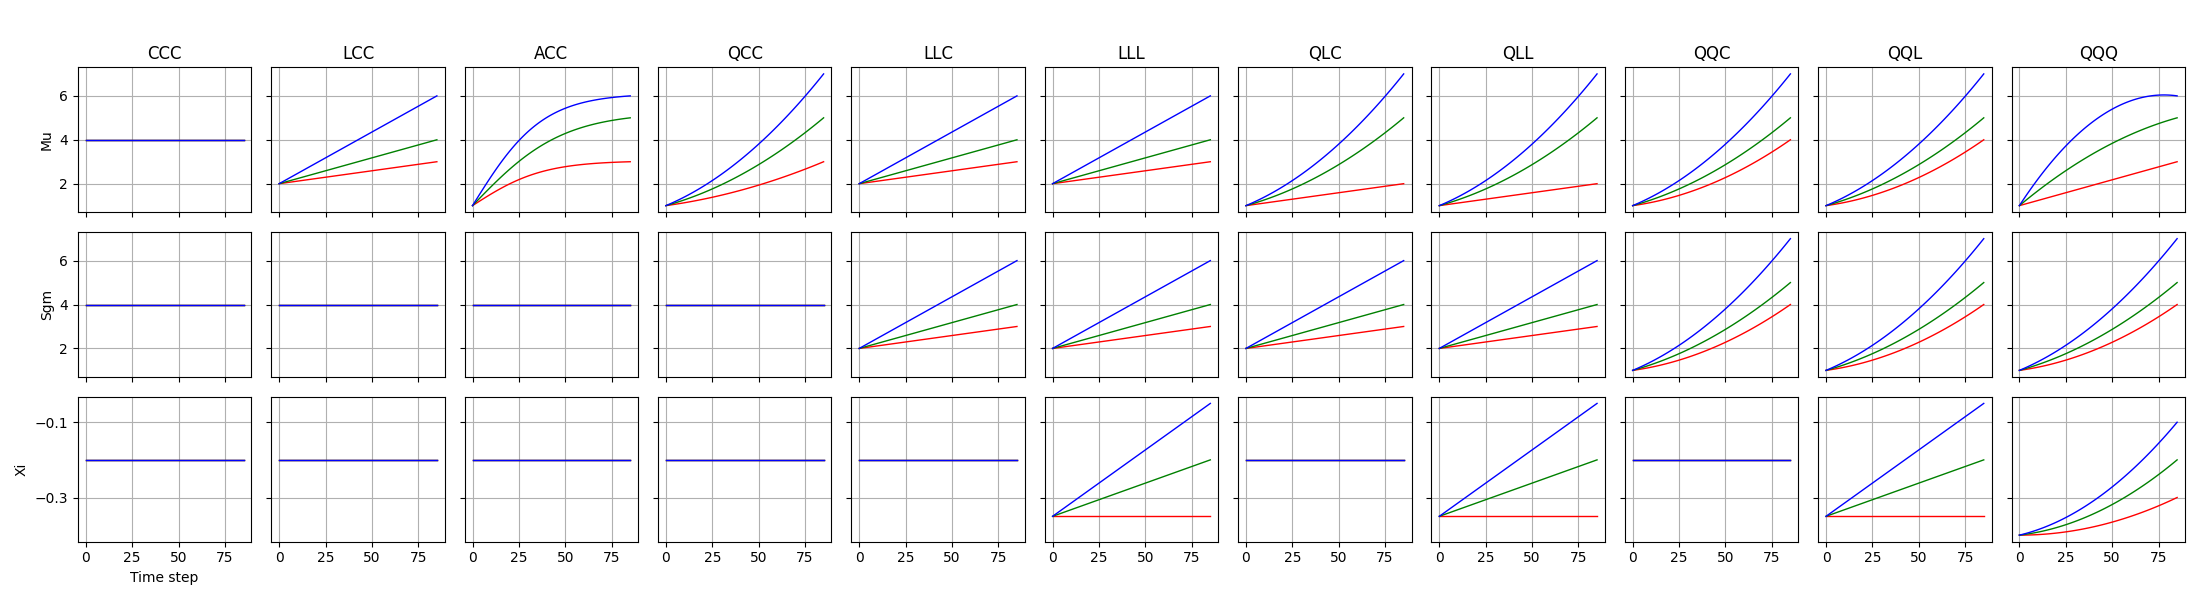 CCC LCC ACC QCC LLC LLL QLC QLL QQC QQL QQQ
6
4
2
Mu
6
4
2
Sgm
−0.1
−0.3
Xi
0 25 50 75 0 25 50 75 0 25 50 75 0 25 50 75 0 25 50 75 0 25 50 75 0 25 50 75 0 25 50 75 0 25 50 75 0 25 50 75 0 25 50 75
Time step